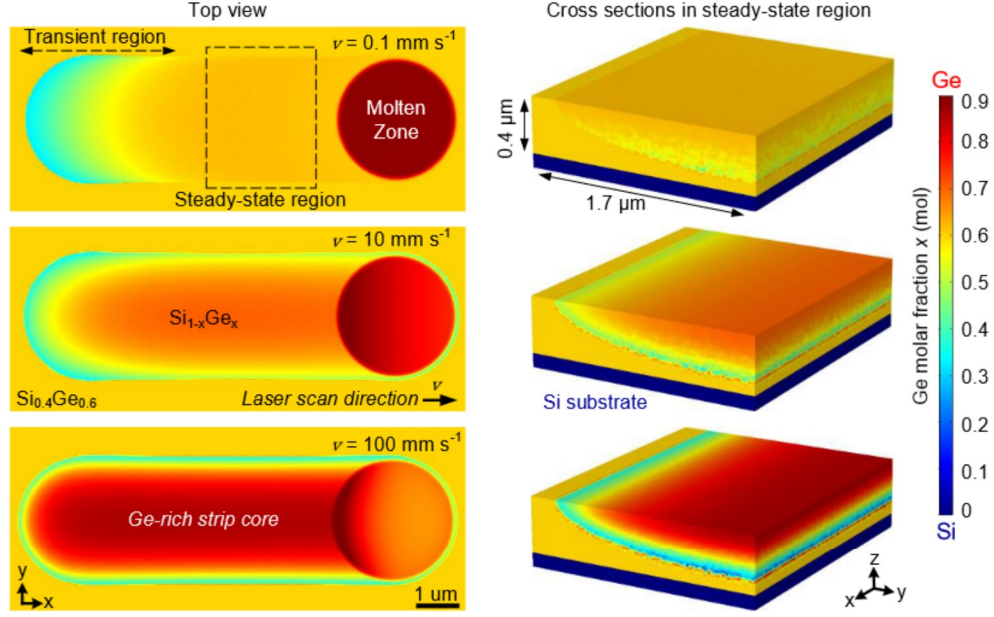 Top view
Cross sections in steady-state region
Transient region
v = 0.1 mm s⁻¹
Molten
Zone
Steady-state region
0.4 µm
1.7 µm
v = 10 mm s⁻¹
Si₁₋ₓGeₓ
Si₀.₄Ge₀.₆
Laser scan direction
v
Si substrate
v = 100 mm s⁻¹
Ge-rich strip core
y
x
1 um
z
x
y
Ge
Ge molar fraction x (mol)
0.9
0.8
0.7
0.6
0.5
0.4
0.3
0.2
0.1
0
Si